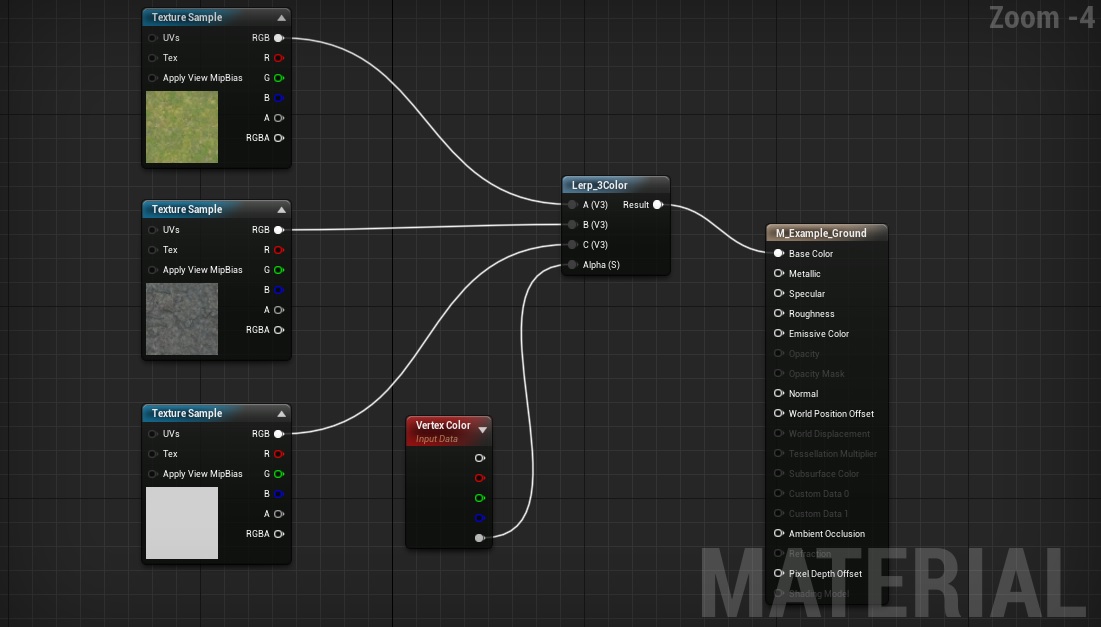 Zoom -4
Texture Sample
UVs RGB
Tex R
Apply View MipBias G
B
A
RGBA
Texture Sample
UVs RGB
Tex R
Apply View MipBias G
B
A
RGBA
Texture Sample
UVs RGB
Tex R
Apply View MipBias G
B
A
RGBA
Vertex Color
Input Data
Lerp_3Color
A (V3) Result
B (V3)
C (V3)
Alpha (S)
M_Example_Ground
Base Color
Metallic
Specular
Roughness
Emissive Color
Opacity
Opacity Mask
Normal
World Position Offset
World Displacement
Tessellation Multiplier
Subsurface Color
Custom Data 0
Custom Data 1
Ambient Occlusion
Refraction
Pixel Depth Offset
Shading Model
MATERIAL